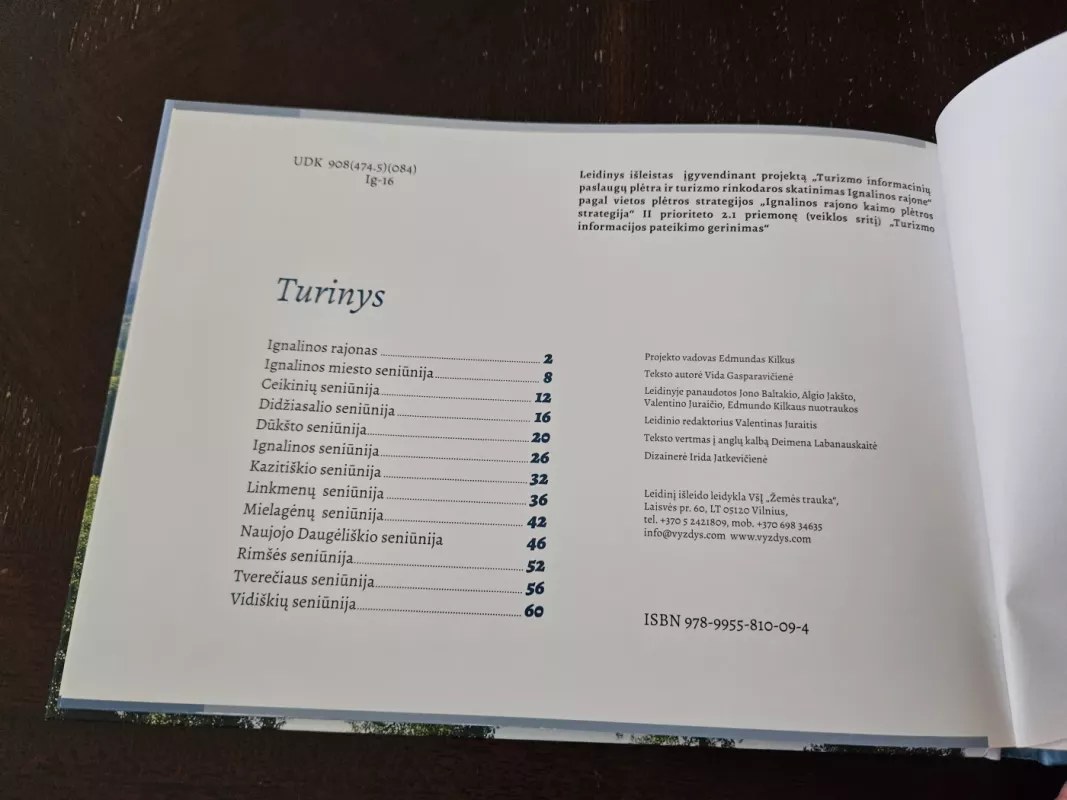 UDK 908(474.5)(084)
Ig-16
Leidinys išleistas įgyvendinant projektą „Turizmo informacinių
paslaugų plėtra ir turizmo rinkodaros skatinimas Ignalinos rajone“
pagal vietos plėtros strategijos „Ignalinos rajono kaimo plėtros
strategija“ II prioriteto 2.1 priemonę (veiklos sritį) „Turizmo
informacijos pateikimo gerinimas“
Turinys
Ignalinos rajonas 2
Ignalinos miesto seniūnija 8
Ceikinių seniūnija 12
Didžiasalio seniūnija 16
Dūkšto seniūnija 20
Ignalinos seniūnija 26
Kazitiškio seniūnija 32
Linkmenų seniūnija 36
Mielagėnų seniūnija 42
Naujojo Daugėliškio seniūnija 46
Rimšės seniūnija 52
Tverečiaus seniūnija 56
Vidiškių seniūnija 60
Projekto vadovas Edmundas Kilkus
Teksto autorė Vida Gasparavičienė
Leidinyje panaudotos Jono Baltakio, Algio Jakšto,
Valentino Juraičio, Edmundo Kilkaus nuotraukos
Leidinio redaktorius Valentinas Juraitis
Teksto vertmas į anglų kalbą Deimena Labanauskaitė
Dizainerė Irida Jatkevičienė
Leidinį išleido leidykla VšĮ „Žemės trauka“,
Laisvės pr. 60, LT 05120 Vilnius,
tel. +370 5 2421809, mob. +370 698 34635
info@vyzdys.com www.vyzdys.com
ISBN 978-9955-810-09-4